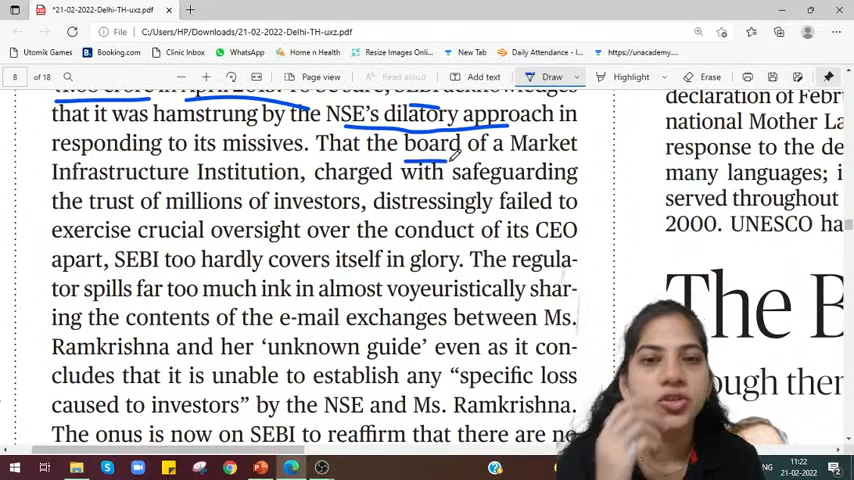 *21-02-2022-Delhi-TH-uxz.pdf
File
C:/Users/HP/Downloads/21-02-2022-Delhi-TH-uxz.pdf
Utomik Games
Booking.com
Clinic Inbox
WhatsApp
Home n Health
Resize Images Onl...
New Tab
Daily Attendance - I...
https://unacademy....
8
of 18
Page view
Read aloud
Add text
Draw
Highlight
Erase
that it was hamstrung by the NSE's dilatory approach in
responding to its missives. That the board of a Market
Infrastructure Institution, charged with safeguarding
the trust of millions of investors, distressingly failed to
exercise crucial oversight over the conduct of its CEO
apart, SEBI too hardly covers itself in glory. The regula-
tor spills far too much ink in almost voyeuristically shar-
ing the contents of the e-mail exchanges between Ms.
Ramkrishna and her 'unknown guide' even as it con-
cludes that it is unable to establish any "specific loss
caused to investors" by the NSE and Ms. Ramkrishna.
The onus is now on SEBI to reaffirm that there are no
declaration of Febr
national Mother La
response to the de
many languages; i
served throughout
2000. UNESCO ha
The B
ough then
11:22
21-02-2022